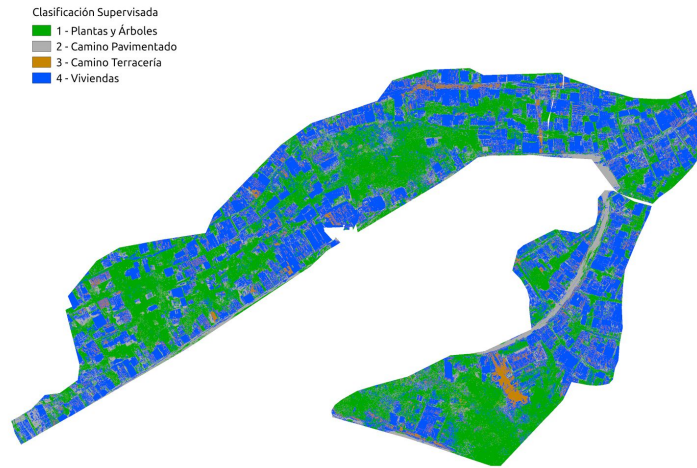 Clasificación Supervisada
1 - Plantas y Árboles
2 - Camino Pavimentado
3 - Camino Terracería
4 - Viviendas